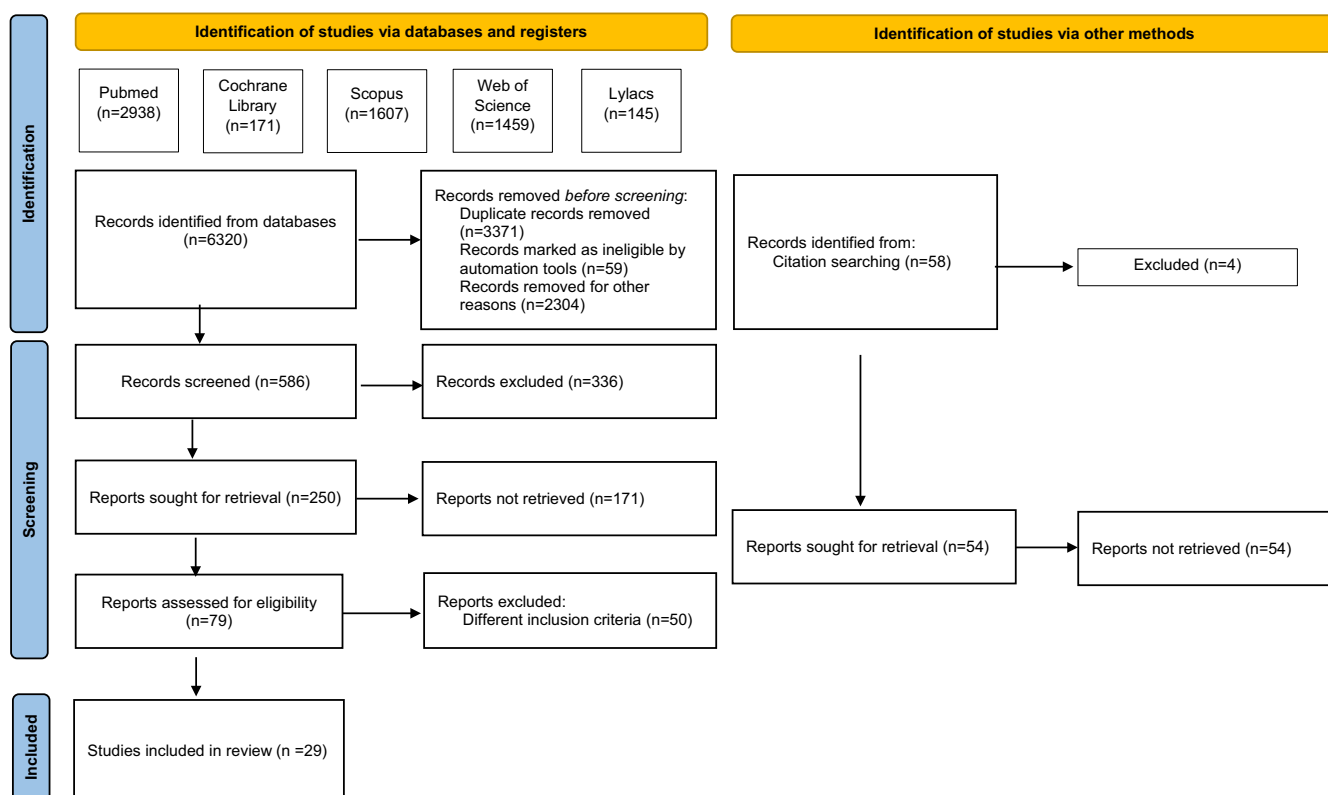 Identification of studies via databases and registers
Identification of studies via other methods
Identification
Pubmed
(n=2938)
Cochrane
Library
(n=171)
Scopus
(n=1607)
Web of
Science
(n=1459)
Lylacs
(n=145)
Records identified from databases
(n=6320)
Records removed before screening:
Duplicate records removed
(n=3371)
Records marked as ineligible by
automation tools (n=59)
Records removed for other
reasons (n=2304)
Records identified from:
Citation searching (n=58)
Excluded (n=4)
Screening
Records screened (n=586)
Records excluded (n=336)
Reports sought for retrieval (n=250)
Reports not retrieved (n=171)
Reports sought for retrieval (n=54)
Reports not retrieved (n=54)
Reports assessed for eligibility
(n=79)
Reports excluded:
Different inclusion criteria (n=50)
Included
Studies included in review (n =29)